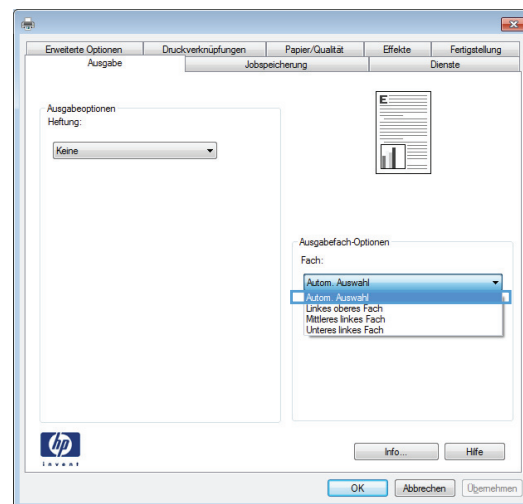 Erweiterte Optionen Druckverknüpfungen Papier/Qualität Effekte Fertigstellung
Ausgabe Jobspeicherung Dienste
Ausgabeoptionen
Heftung:
Keine
E
Ausgabefach-Optionen
Fach:
Autom. Auswahl
Autom. Auswahl
Linkes oberes Fach
Mittleres linkes Fach
Unteres linkes Fach
hp
invent
Info... Hilfe
OK Abbrechen Übernehmen